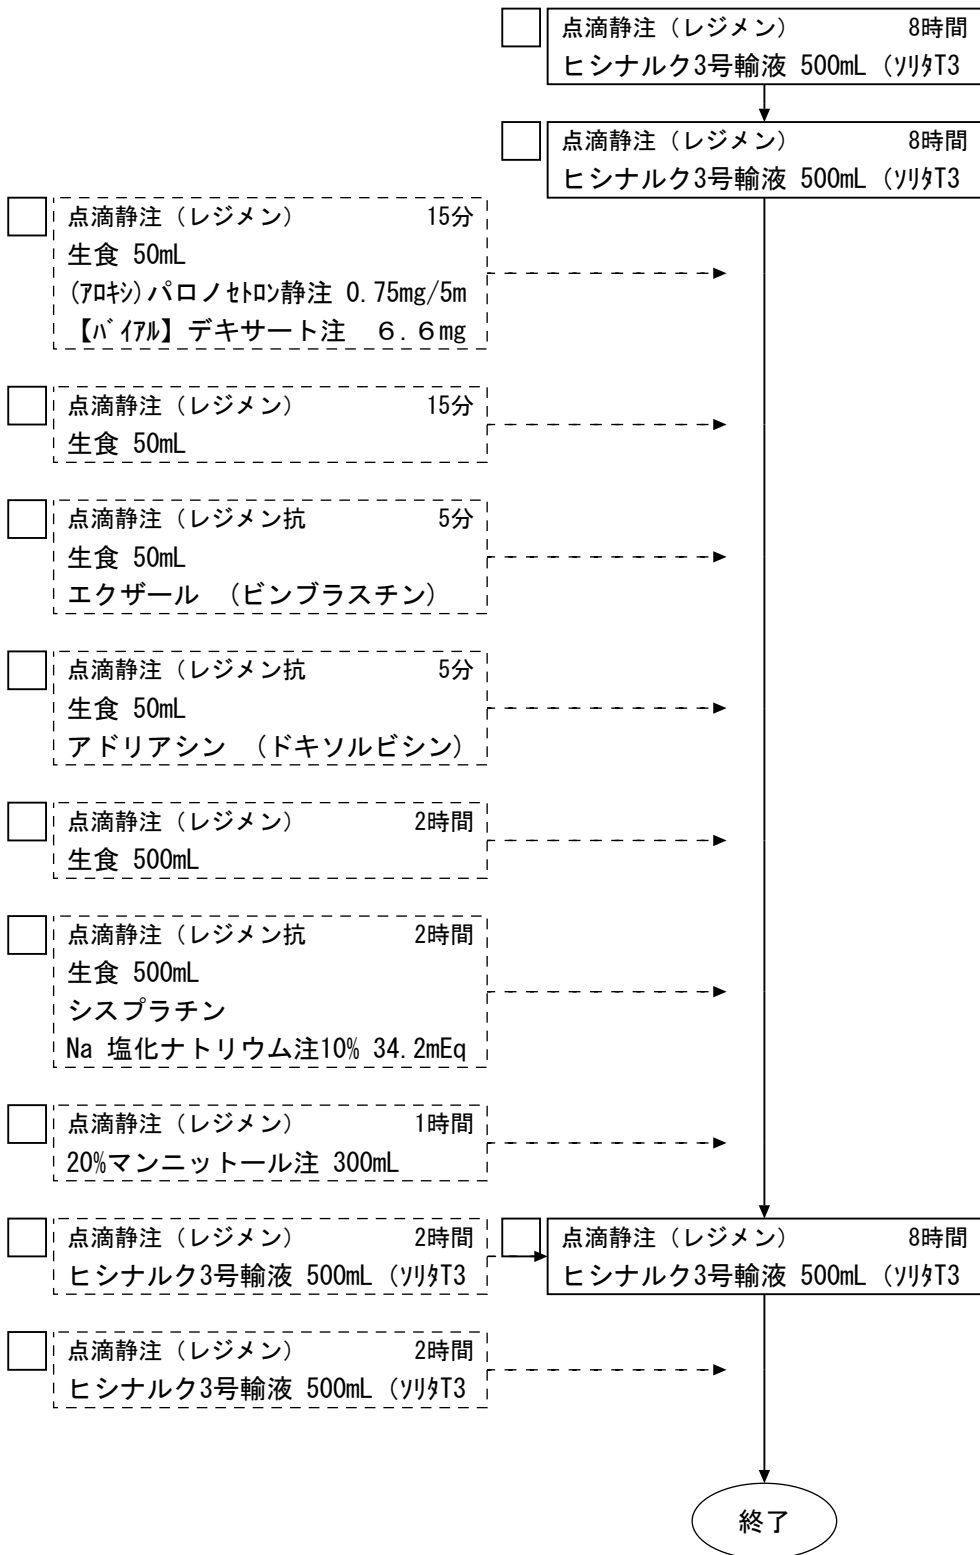 点滴静注（レジメン） 8時間
ヒシナルク3号輸液 500mL（ｿﾘﾀT3
点滴静注（レジメン） 8時間
ヒシナルク3号輸液 500mL（ｿﾘﾀT3
点滴静注（レジメン） 15分
生食 50mL
(ｱﾛｷｼ)パロノｾﾄﾛﾝ静注 0.75mg/5m
【ﾊﾞｲｱﾙ】デキサート注　６.６mg
点滴静注（レジメン） 15分
生食 50mL
点滴静注（レジメン抗 5分
生食 50mL
エクザール　（ビンブラスチン）
点滴静注（レジメン抗 5分
生食 50mL
アドリアシン　（ドキソルビシン）
点滴静注（レジメン） 2時間
生食 500mL
点滴静注（レジメン抗 2時間
生食 500mL
シスプラチン
Na 塩化ナトリウム注10% 34.2mEq
点滴静注（レジメン） 1時間
20%マンニットール注 300mL
点滴静注（レジメン） 2時間
ヒシナルク3号輸液 500mL（ｿﾘﾀT3
点滴静注（レジメン） 8時間
ヒシナルク3号輸液 500mL（ｿﾘﾀT3
点滴静注（レジメン） 2時間
ヒシナルク3号輸液 500mL（ｿﾘﾀT3
終了